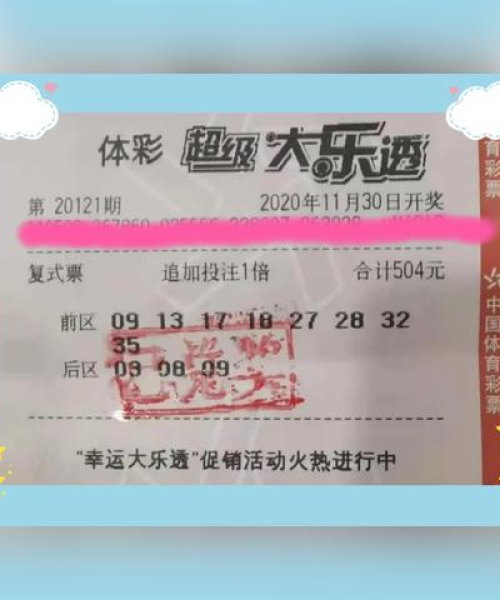 体彩 超级大乐透
第 20121期 2020年11月30日开奖
复式票 追加投注1倍 合计504元
前区 09 13 17 18 27 28 32
35
后区 03 08 09
已兑
"幸运大乐透"促销活动火热进行中
育彩票
中国体育彩票